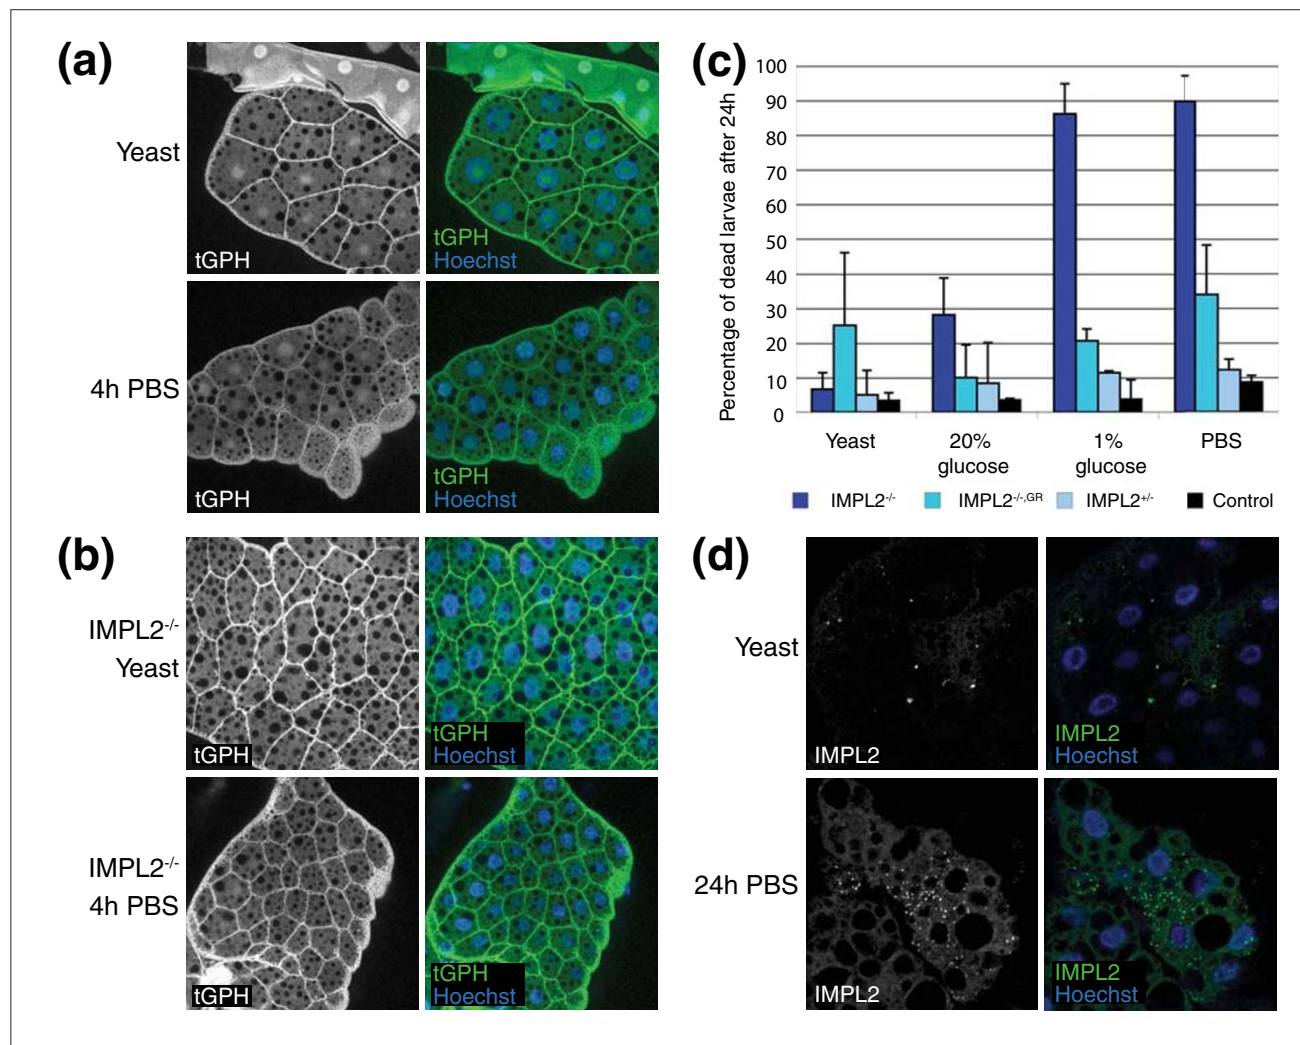 (a)
Yeast
tGPH
tGPH
Hoechst
4h PBS
tGPH
tGPH
Hoechst
(b)
IMPL2-/-
Yeast
tGPH
tGPH
Hoechst
IMPL2-/-
4h PBS
tGPH
tGPH
Hoechst
(c)
Percentage of dead larvae after 24h
100
90
80
70
60
50
40
30
20
10
0
Yeast
20%
glucose
1%
glucose
PBS
IMPL2-/- IMPL2-/-,GR IMPL2+/- Control
(d)
Yeast
IMPL2
IMPL2
Hoechst
24h PBS
IMPL2
IMPL2
Hoechst